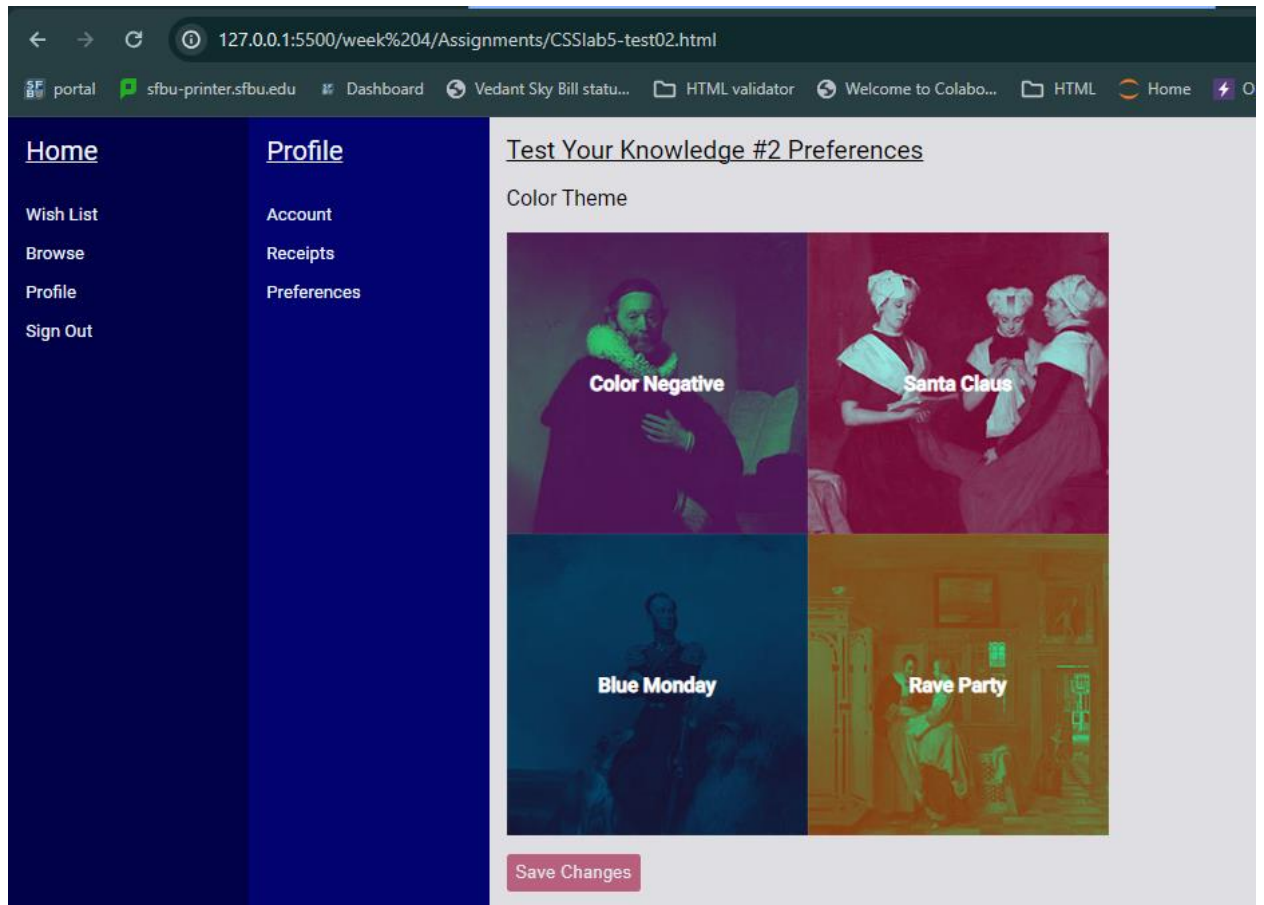 127.0.0.1:5500/week%204/Assignments/CSSlab5-test02.html
SF BU portal sfbu-printer.sfbu.edu Dashboard Vedant Sky Bill statu... HTML validator Welcome to Colabo... HTML Home
Home
Wish List
Browse
Profile
Sign Out
Profile
Account
Receipts
Preferences
Test Your Knowledge #2 Preferences
Color Theme
Color Negative
Santa Claus
Blue Monday
Rave Party
Save Changes